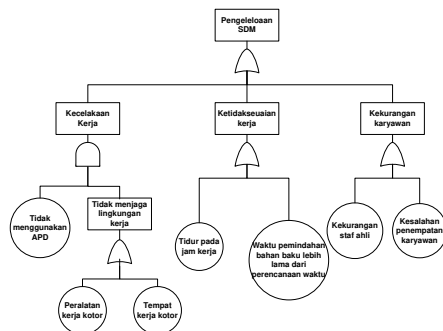 Pengeleloaan
SDM
Kecelakaan
Kerja
Ketidakseuaian
kerja
Kekurangan
karyawan
Tidak
menggunakan
APD
Tidak menjaga
lingkungan
kerja
Tidur pada
jam kerja
Waktu pemindahan
bahan baku lebih
lama dari
perencanaan waktu
Kekurangan
staf ahli
Kesalahan
penempatan
karyawan
Peralatan
kerja kotor
Tempat
kerja kotor